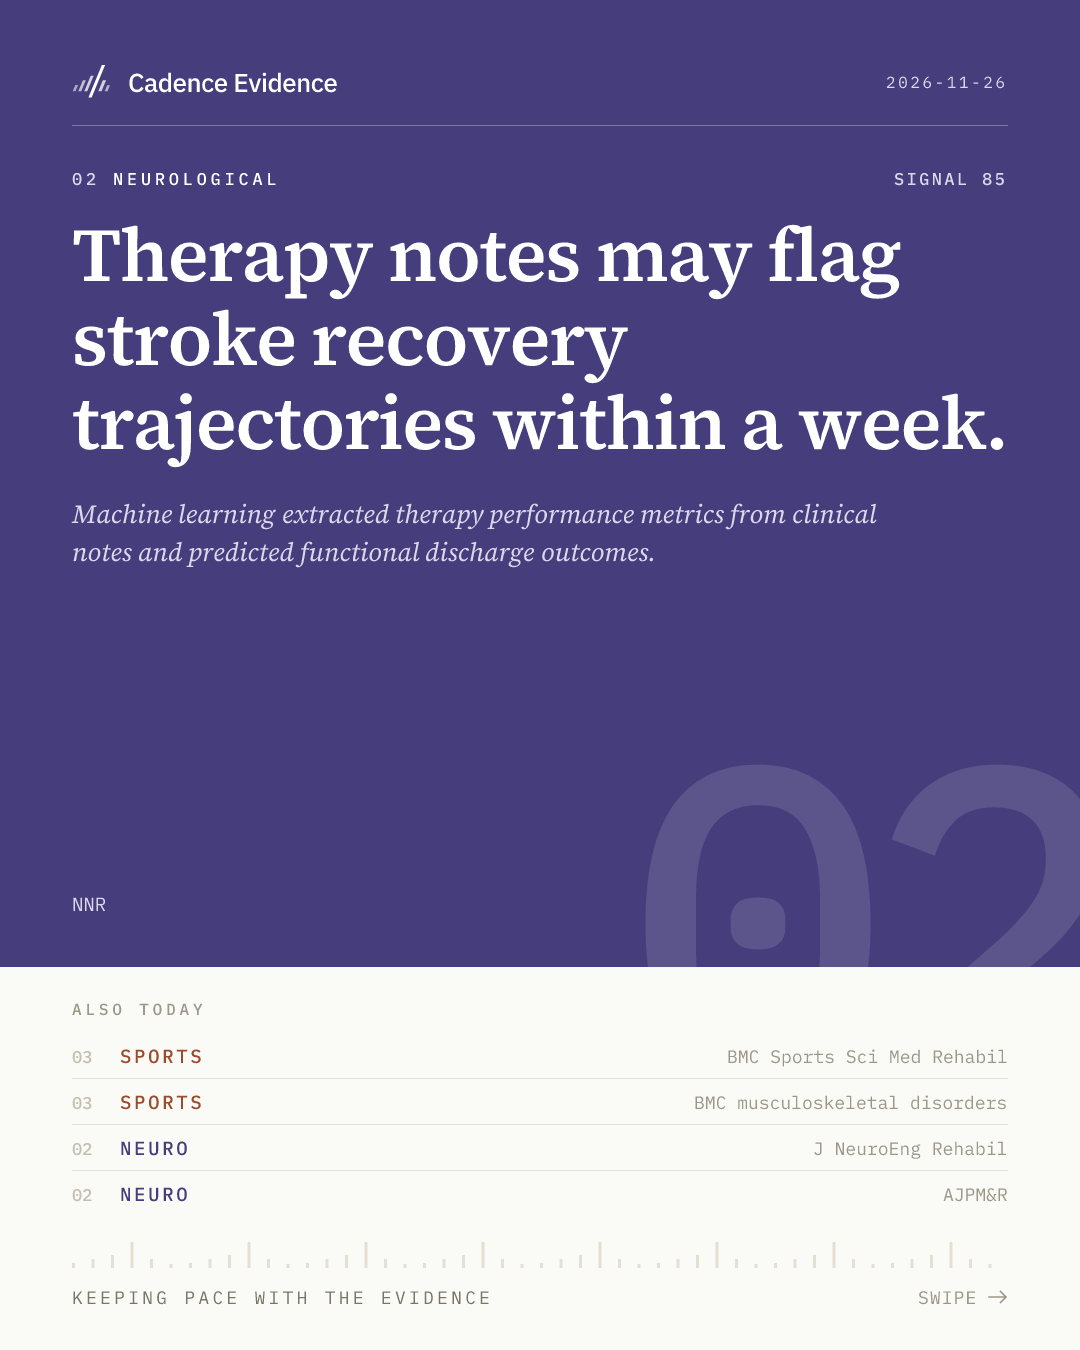 Cadence Evidence
2026-11-26
02 NEUROLOGICAL
SIGNAL 85
Therapy notes may flag
stroke recovery
trajectories within a week.
Machine learning extracted therapy performance metrics from clinical
notes and predicted functional discharge outcomes.
02
NNR
ALSO TODAY
03 SPORTS BMC Sports Sci Med Rehabil
03 SPORTS BMC musculoskeletal disorders
02 NEURO J NeuroEng Rehabil
02 NEURO AJPM&R
KEEPING PACE WITH THE EVIDENCE
SWIPE →